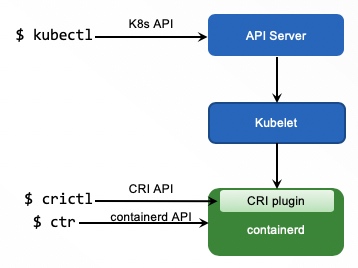 K8s API
$ kubectl
API Server
Kubelet
CRI API
$ crictl
CRI plugin
containerd API
$ ctr
containerd